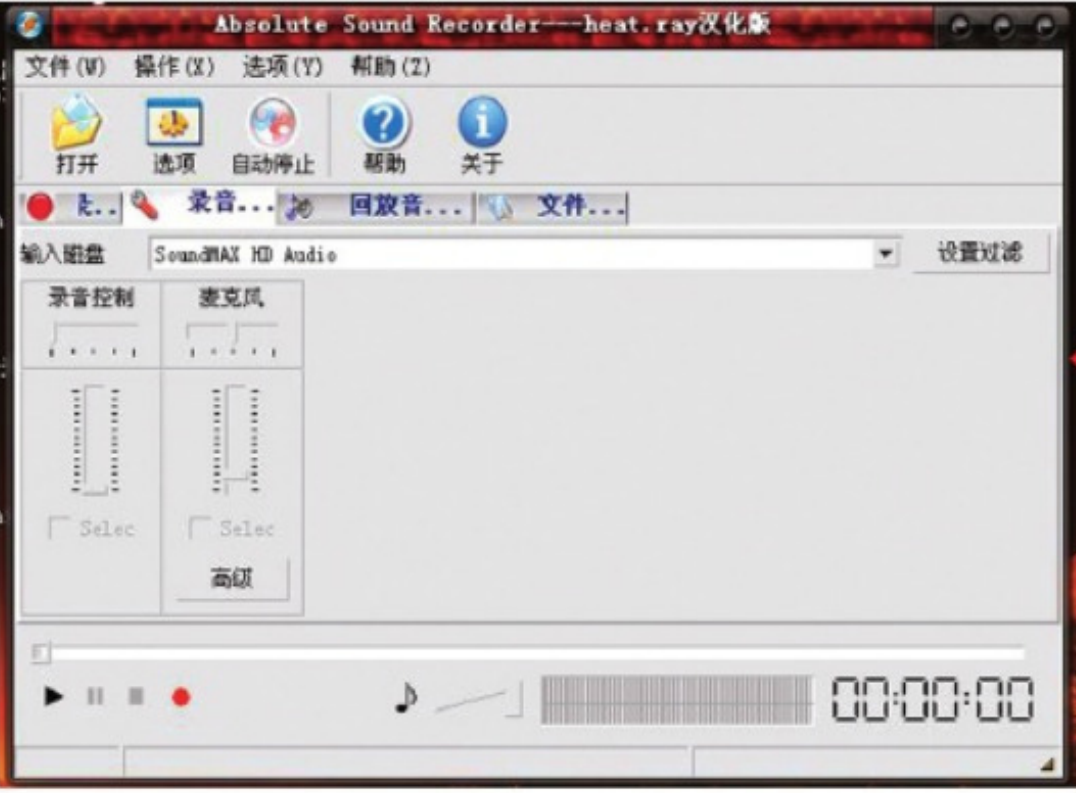 Absolute Sound Recorder---heat.ray汉化版
文件(W) 操作(X) 选项(Y) 帮助(Z)
打开 选项 自动停止 帮助 关于
录音... 回放音... 文件...
输入磁盘 SoundMAX HD Audio 设置过滤
录音控制 麦克风
Selec Selec
高级
00:00:00